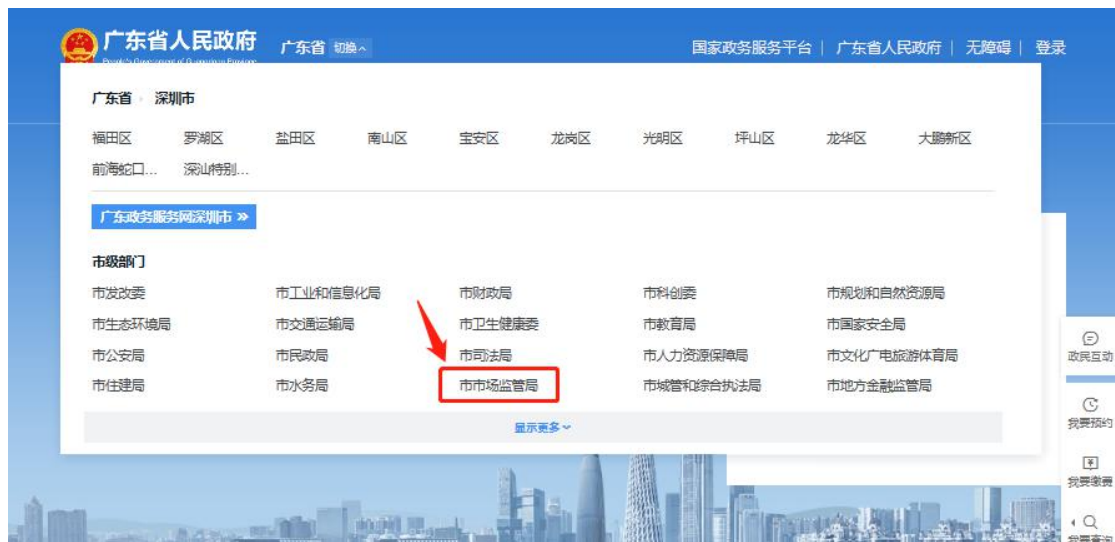 广东省人民政府 广东省 切换 国家政务服务平台 | 广东省人民政府 | 无障碍 | 登录
广东省 › 深圳市
福田区 罗湖区 盐田区 南山区 宝安区 龙岗区 光明区 坪山区 龙华区 大鹏新区
前海蛇口... 深汕特别...
广东政务服务网深圳市 »
市级部门
市发改委 市工业和信息化局 市财政局 市科创委 市规划和自然资源局
市生态环境局 市交通运输局 市卫生健康委 市教育局 市国家安全局
市公安局 市民政局 市司法局 市人力资源保障局 市文化广电旅游体育局
市住建局 市水务局 市市场监管局 市城管和综合执法局 市地方金融监管局
显示更多
政民互动
我要预约
我要缴费
我要查询